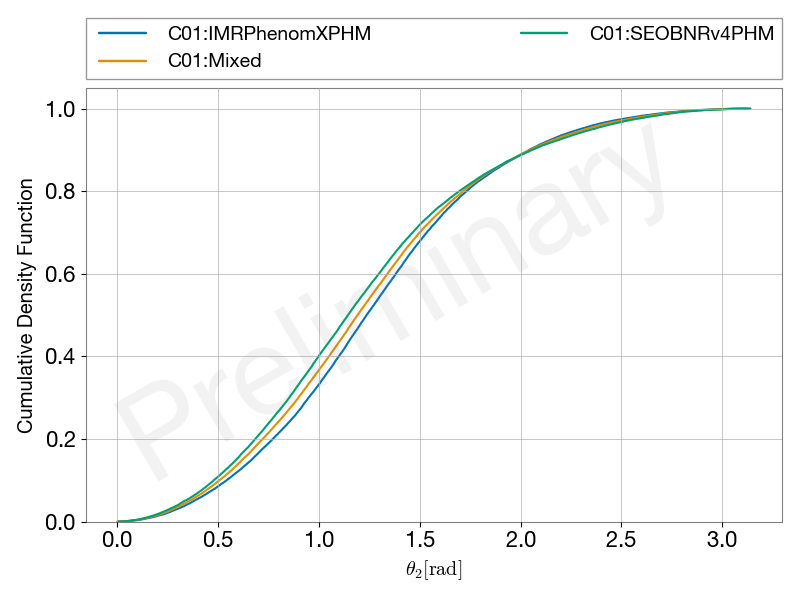 C01:IMRPhenomXPHM
C01:SEOBNRv4PHM
C01:Mixed
Cumulative Density Function
1.0
0.8
0.6
0.4
0.2
0.0
Preliminary
0.0 0.5 1.0 1.5 2.0 2.5 3.0
θ₂[rad]